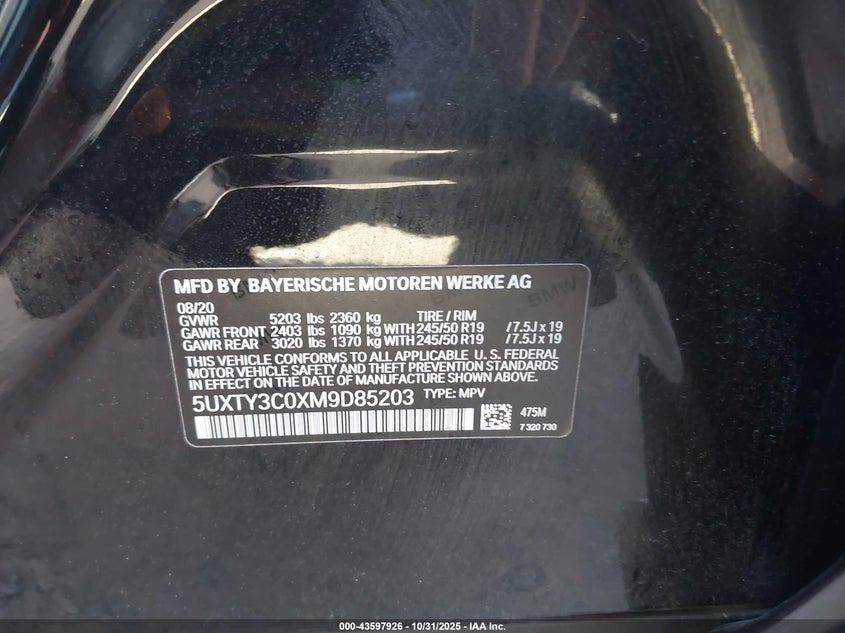 MFD BY BAYERISCHE MOTOREN WERKE AG
08/20
GVWR 5203 lbs 2360 kg TIRE / RIM
GAWR FRONT 2403 lbs 1090 kg WITH 245/50 R19 /7.5J x 19
GAWR REAR 3020 lbs 1370 kg WITH 245/50 R19 /7.5J x 19
THIS VEHICLE CONFORMS TO ALL APPLICABLE U. S. FEDERAL
MOTOR VEHICLE SAFETY AND THEFT PREVENTION STANDARDS
IN EFFECT ON THE DATE OF MANUFACTURE SHOWN ABOVE.
5UXTY3C0XM9D85203 TYPE: MPV
475M
7 320 730
BMW
000-43597926 - 10/31/2025 - IAA Inc.